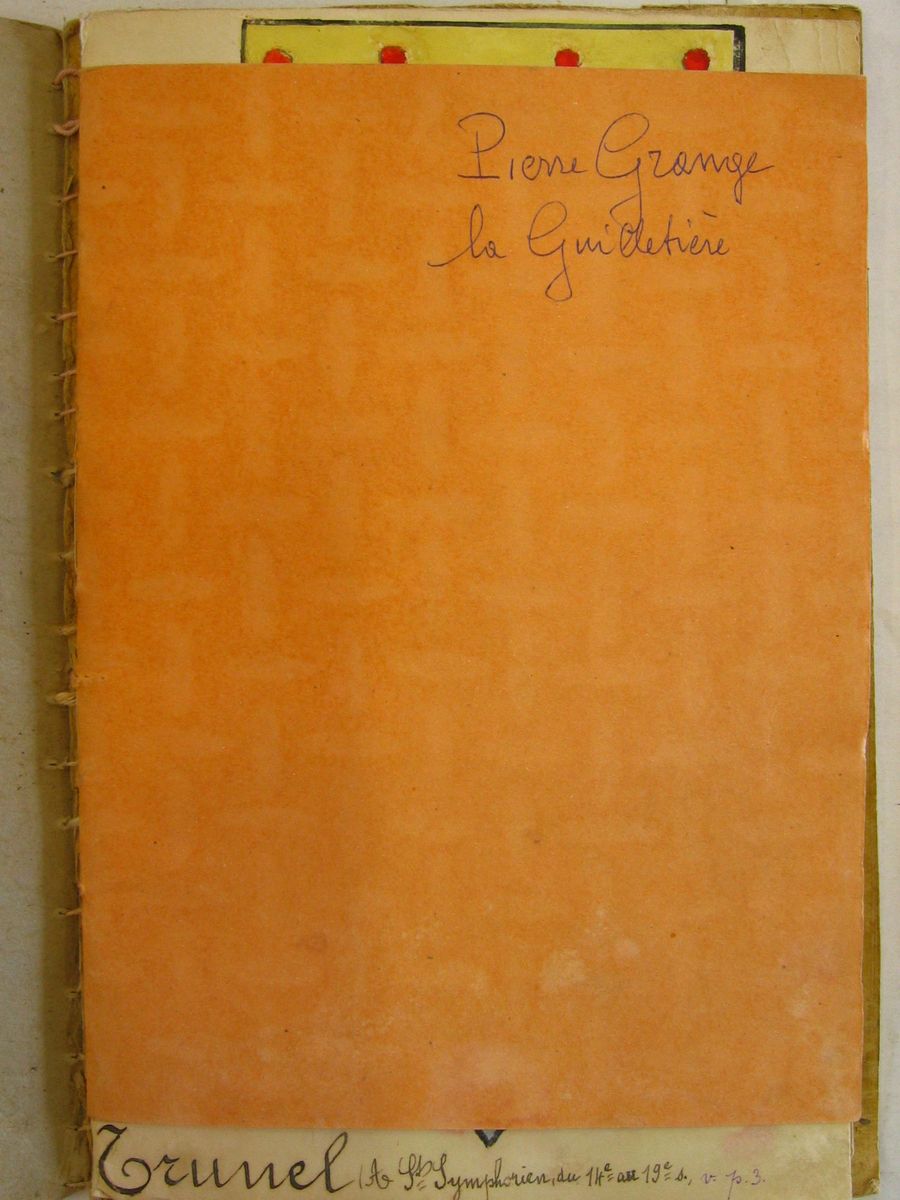 Pierre Grange
la Guilletière
Trunel (A St Symphorien, du 14e au 19e s., v. p. 3.